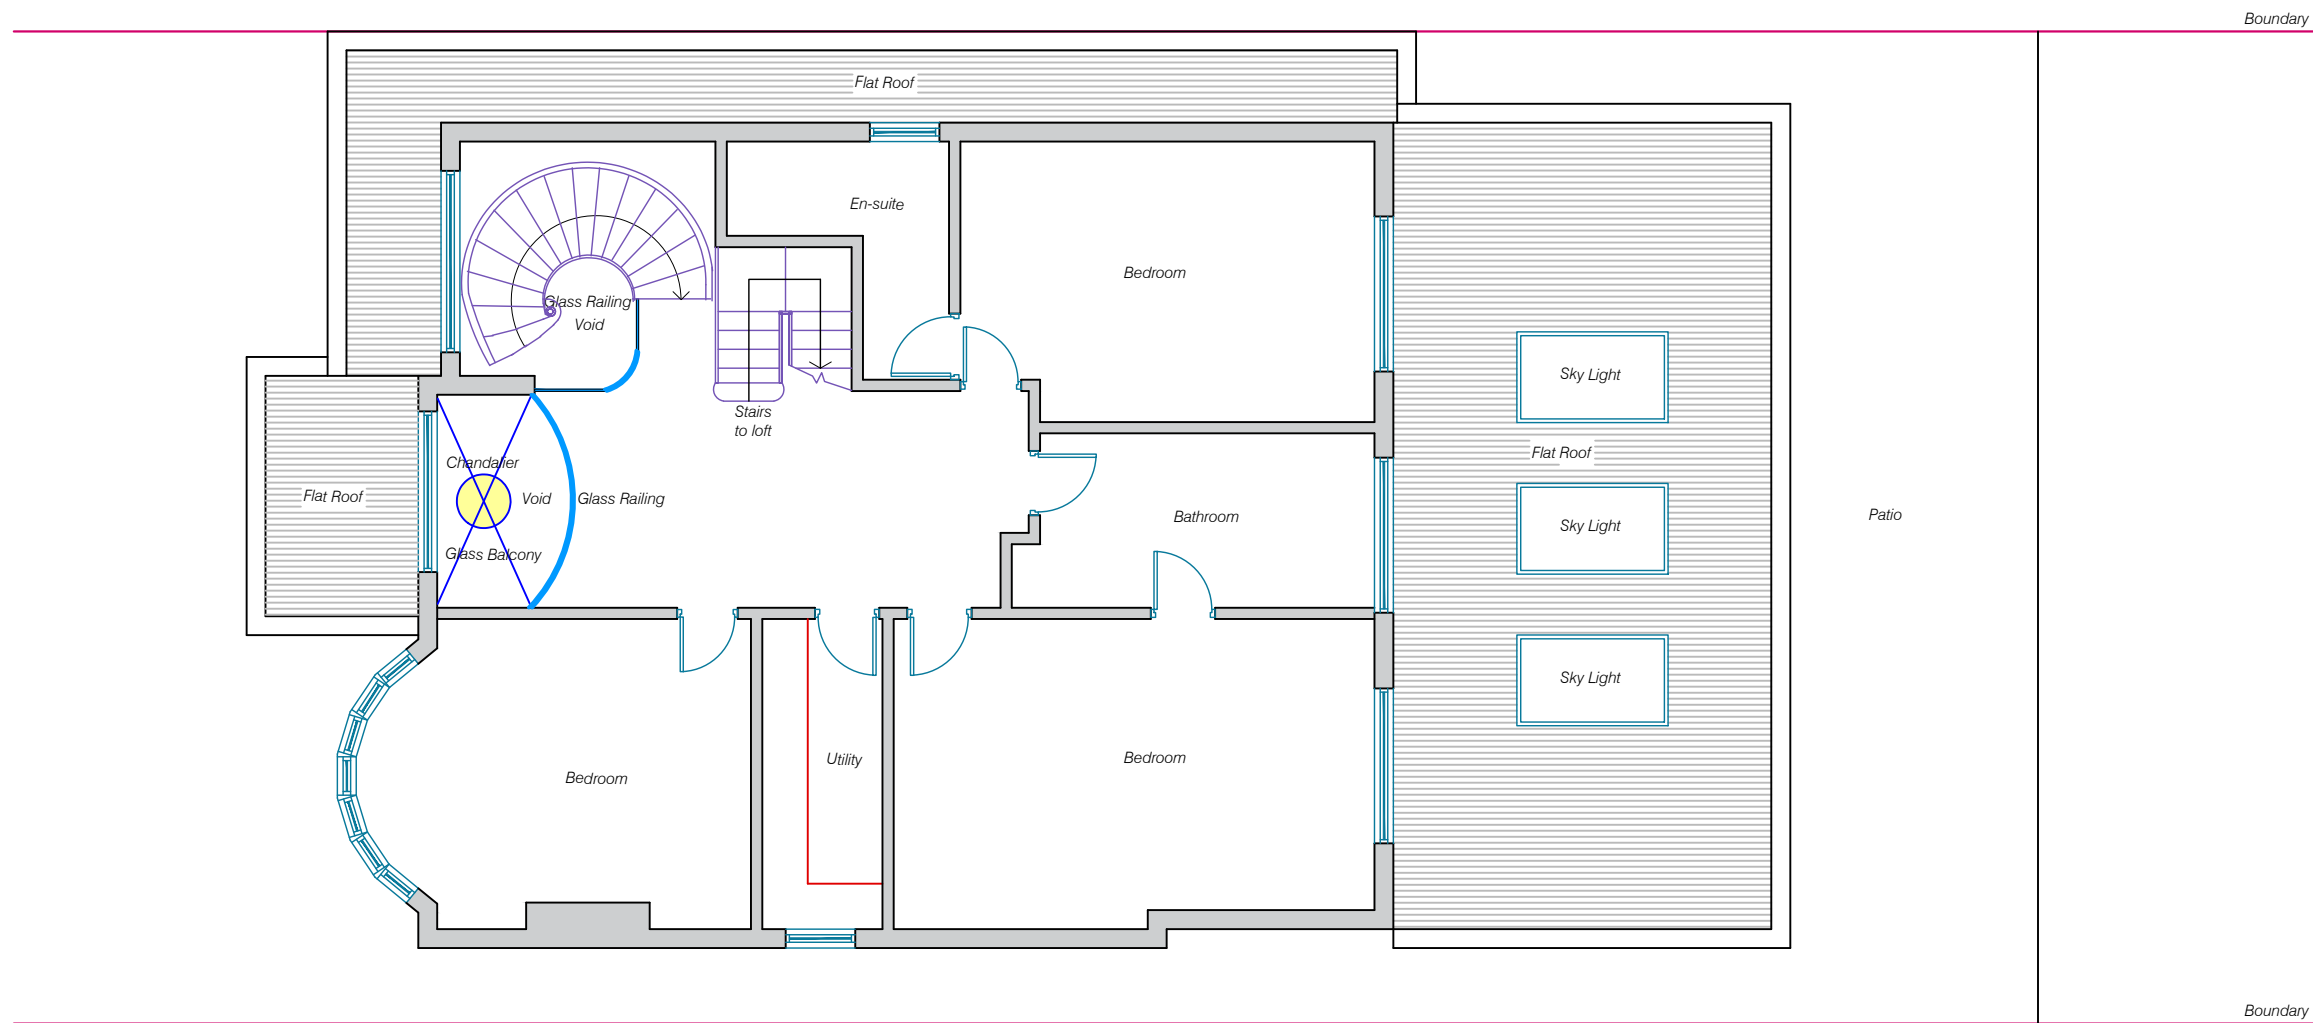 Boundary
Flat Roof
En-suite
Bedroom
Glass Railing
Void
Sky Light
Stairs
to loft
Flat Roof
Chandalier
Flat Roof
Void
Glass Railing
Patio
Bathroom
Sky Light
Glass Balcony
Sky Light
Bedroom
Utility
Bedroom
Boundary